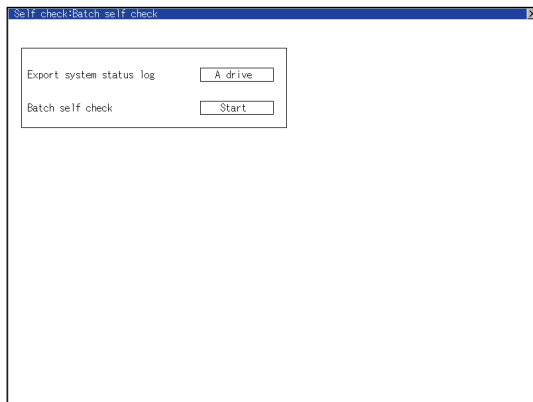 Self check:Batch self check
Export system status log A drive
Batch self check Start